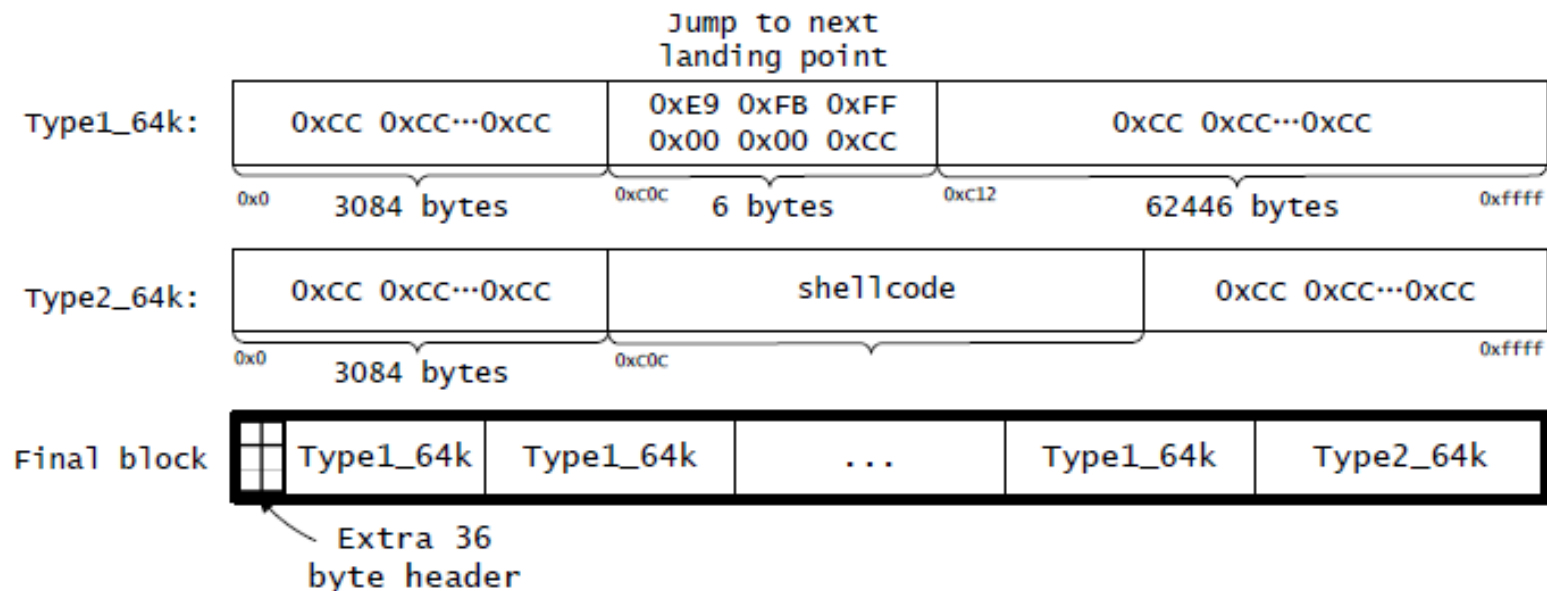 Jump to next
landing point
Type1_64k:
0xCC 0xCC…0xCC
0xE9 0xFB 0xFF
0x00 0x00 0xCC
0xCC 0xCC…0xCC
0x0
3084 bytes
0xc0c
6 bytes
0xc12
62446 bytes
0xffff
Type2_64k:
0xCC 0xCC…0xCC
shellcode
0xCC 0xCC…0xCC
0x0
3084 bytes
0xc0c
0xffff
Final block
Type1_64k
Type1_64k
...
Type1_64k
Type2_64k
Extra 36
byte header